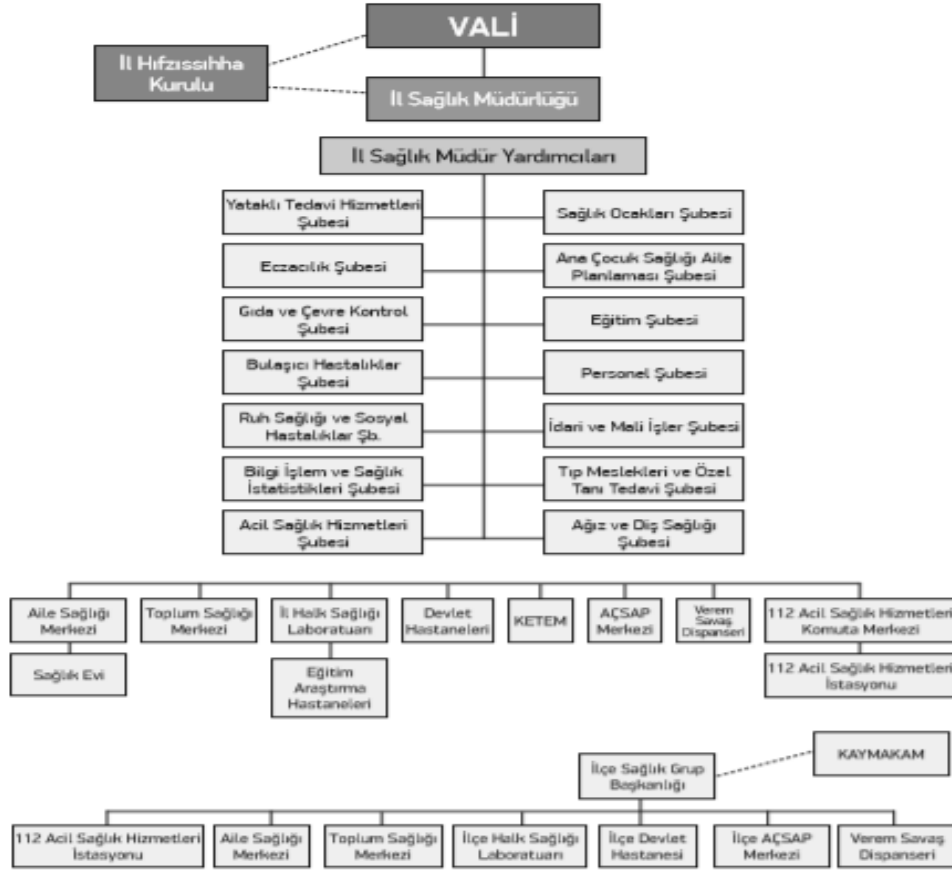 VALİ
İl Hıfzıssıhha
Kurulu
İl Sağlık Müdürlüğü
İl Sağlık Müdür Yardımcıları
Yataklı Tedavi Hizmetleri
Şubesi
Sağlık Ocakları Şubesi
Eczacılık Şubesi
Ana Çocuk Sağlığı Aile
Planlaması Şubesi
Gıda ve Çevre Kontrol
Şubesi
Eğitim Şubesi
Bulaşıcı Hastalıklar
Şubesi
Personel Şubesi
Ruh Sağlığı ve Sosyal
Hastalıklar Şb.
İdari ve Mali İşler Şubesi
Bilgi İşlem ve Sağlık
İstatistikleri Şubesi
Tıp Meslekleri ve Özel
Tanı Tedavi Şubesi
Acil Sağlık Hizmetleri
Şubesi
Ağız ve Diş Sağlığı
Şubesi
Aile Sağlığı
Merkezi
Toplum Sağlığı
Merkezi
İl Halk Sağlığı
Laboratuarı
Devlet
Hastaneleri
KETEM
AÇSAP
Merkezi
Verem
Savaş
Dispanseri
112 Acil Sağlık Hizmetleri
Komuta Merkezi
Sağlık Evi
Eğitim
Araştırma
Hastaneleri
112 Acil Sağlık Hizmetleri
İstasyonu
KAYMAKAM
İlçe Sağlık Grup
Başkanlığı
112 Acil Sağlık Hizmetleri
İstasyonu
Aile Sağlığı
Merkezi
Toplum Sağlığı
Merkezi
İlçe Halk Sağlığı
Laboratuarı
İlçe Devlet
Hastanesi
İlçe AÇSAP
Merkezi
Verem Savaş
Dispanseri